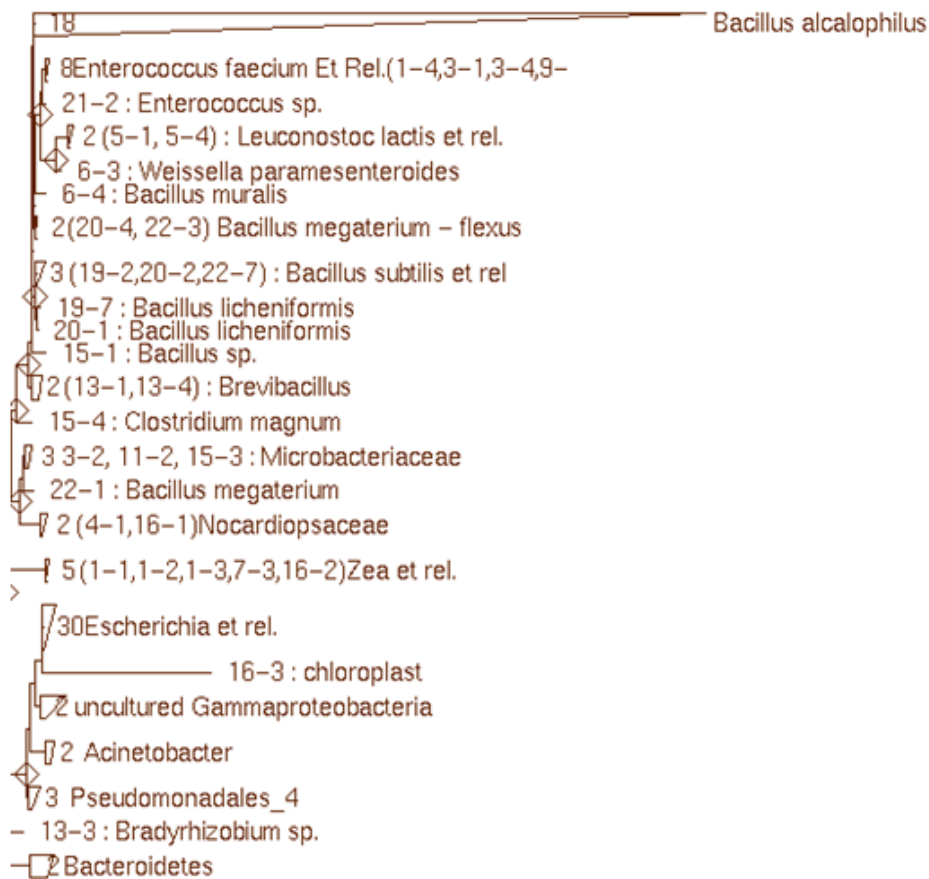 18 Bacillus alcalophilus
8Enterococcus faecium Et Rel.(1-4,3-1,3-4,9-
21-2 : Enterococcus sp.
2 (5-1, 5-4) : Leuconostoc lactis et rel.
6-3 : Weissella paramesenteroides
6-4 : Bacillus muralis
2(20-4, 22-3) Bacillus megaterium - flexus
3 (19-2,20-2,22-7) : Bacillus subtilis et rel
19-7 : Bacillus licheniformis
20-1 : Bacillus licheniformis
15-1 : Bacillus sp.
2 (13-1,13-4) : Brevibacillus
15-4 : Clostridium magnum
3 3-2, 11-2, 15-3 : Microbacteriaceae
22-1 : Bacillus megaterium
2 (4-1,16-1)Nocardiopsaceae
5(1-1,1-2,1-3,7-3,16-2)Zea et rel.
30Escherichia et rel.
16-3 : chloroplast
2 uncultured Gammaproteobacteria
2 Acinetobacter
3 Pseudomonadales_4
13-3 : Bradyrhizobium sp.
2 Bacteroidetes